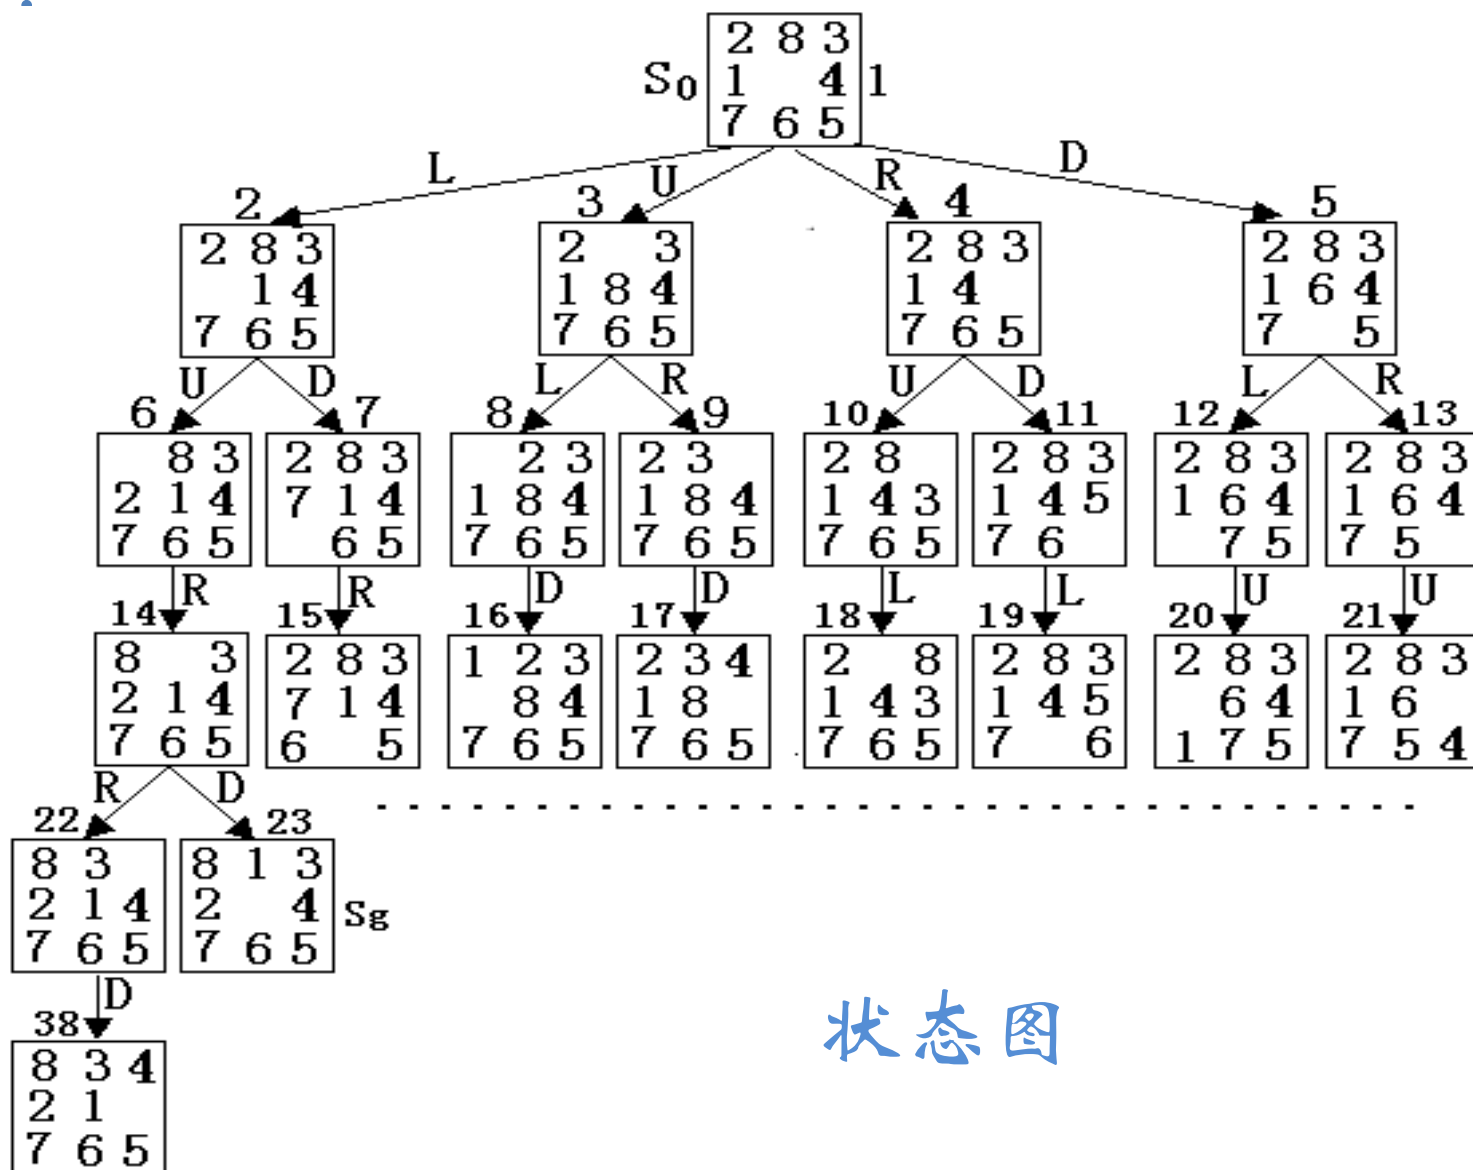 2 8 3
S0 1 4 1
7 6 5
L U R D
2 3 4 5
2 8 3 2 3 2 8 3 2 8 3
1 4 1 8 4 1 4 1 6 4
7 6 5 7 6 5 7 6 5 7 5
U D L R U D L R
6 7 8 9 10 11 12 13
8 3 2 8 3 2 3 2 3 2 8 2 8 3 2 8 3 2 8 3
2 1 4 7 1 4 1 8 4 1 8 4 1 4 3 1 4 5 1 6 4 1 6 4
7 6 5 6 5 7 6 5 7 6 5 7 6 5 7 6 7 5 7 5
R R D D L L U U
14 15 16 17 18 19 20 21
8 3 2 8 3 1 2 3 2 3 4 2 8 2 8 3 2 8 3 2 8 3
2 1 4 7 1 4 8 4 1 8 1 4 3 1 4 5 6 4 1 6
7 6 5 6 5 7 6 5 7 6 5 7 6 5 7 6 1 7 5 7 5 4
R D
22 23
8 3 8 1 3
2 1 4 2 4 Sg
7 6 5 7 6 5
D
38
8 3 4
2 1
7 6 5
状态图